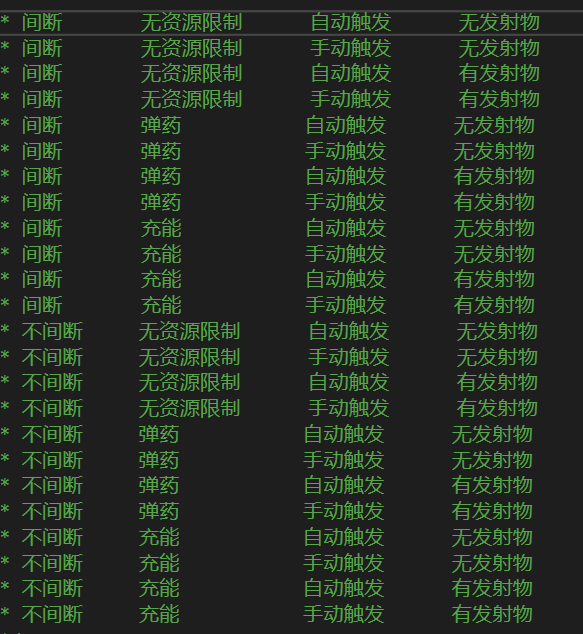 * 间断 无资源限制 自动触发 无发射物
* 间断 无资源限制 手动触发 无发射物
* 间断 无资源限制 自动触发 有发射物
* 间断 无资源限制 手动触发 有发射物
* 间断 弹药 自动触发 无发射物
* 间断 弹药 手动触发 无发射物
* 间断 弹药 自动触发 有发射物
* 间断 弹药 手动触发 有发射物
* 间断 充能 自动触发 无发射物
* 间断 充能 手动触发 无发射物
* 间断 充能 自动触发 有发射物
* 间断 充能 手动触发 有发射物
* 不间断 无资源限制 自动触发 无发射物
* 不间断 无资源限制 手动触发 无发射物
* 不间断 无资源限制 自动触发 有发射物
* 不间断 无资源限制 手动触发 有发射物
* 不间断 弹药 自动触发 无发射物
* 不间断 弹药 手动触发 无发射物
* 不间断 弹药 自动触发 有发射物
* 不间断 弹药 手动触发 有发射物
* 不间断 充能 自动触发 无发射物
* 不间断 充能 手动触发 无发射物
* 不间断 充能 自动触发 有发射物
* 不间断 充能 手动触发 有发射物